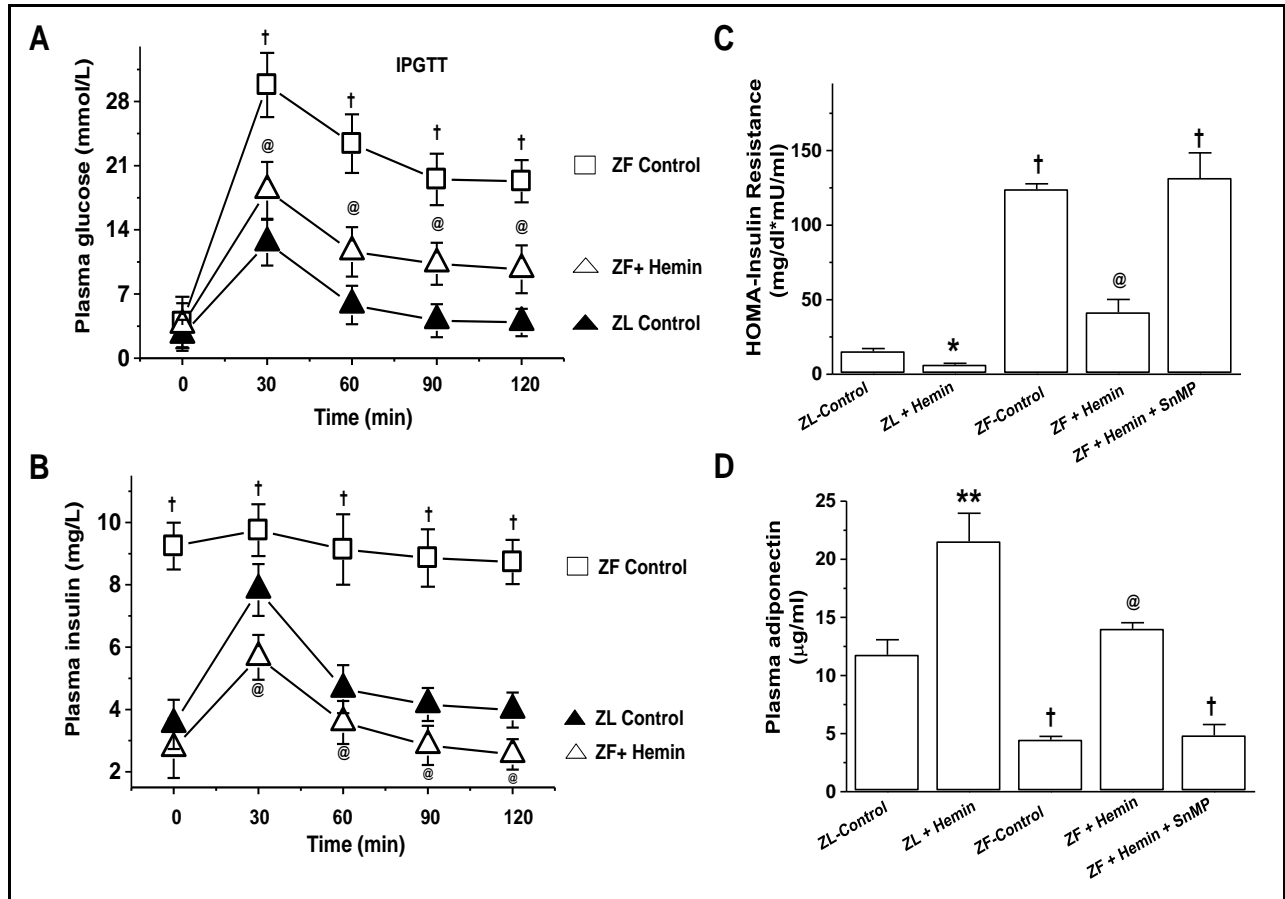 A
IPGTT
Plasma glucose (mmol/L)
28
21
14
7
0
† † † †
@ @ @ @
0 30 60 90 120
Time (min)
ZF Control
ZF+ Hemin
ZL Control
B
Plasma insulin (mg/L)
10
8
6
4
2
† † † † †
@ @ @ @
0 30 60 90 120
Time (min)
ZF Control
ZL Control
ZF+ Hemin
C
HOMA-Insulin Resistance
(mg/dl*mU/ml)
150
100
50
0
* † @ †
ZL-Control
ZL + Hemin
ZF-Control
ZF + Hemin
ZF + Hemin + SnMP
D
Plasma adiponectin
(μg/ml)
25
20
15
10
5
0
** † @ †
ZL-Control
ZL + Hemin
ZF-Control
ZF + Hemin
ZF + Hemin + SnMP